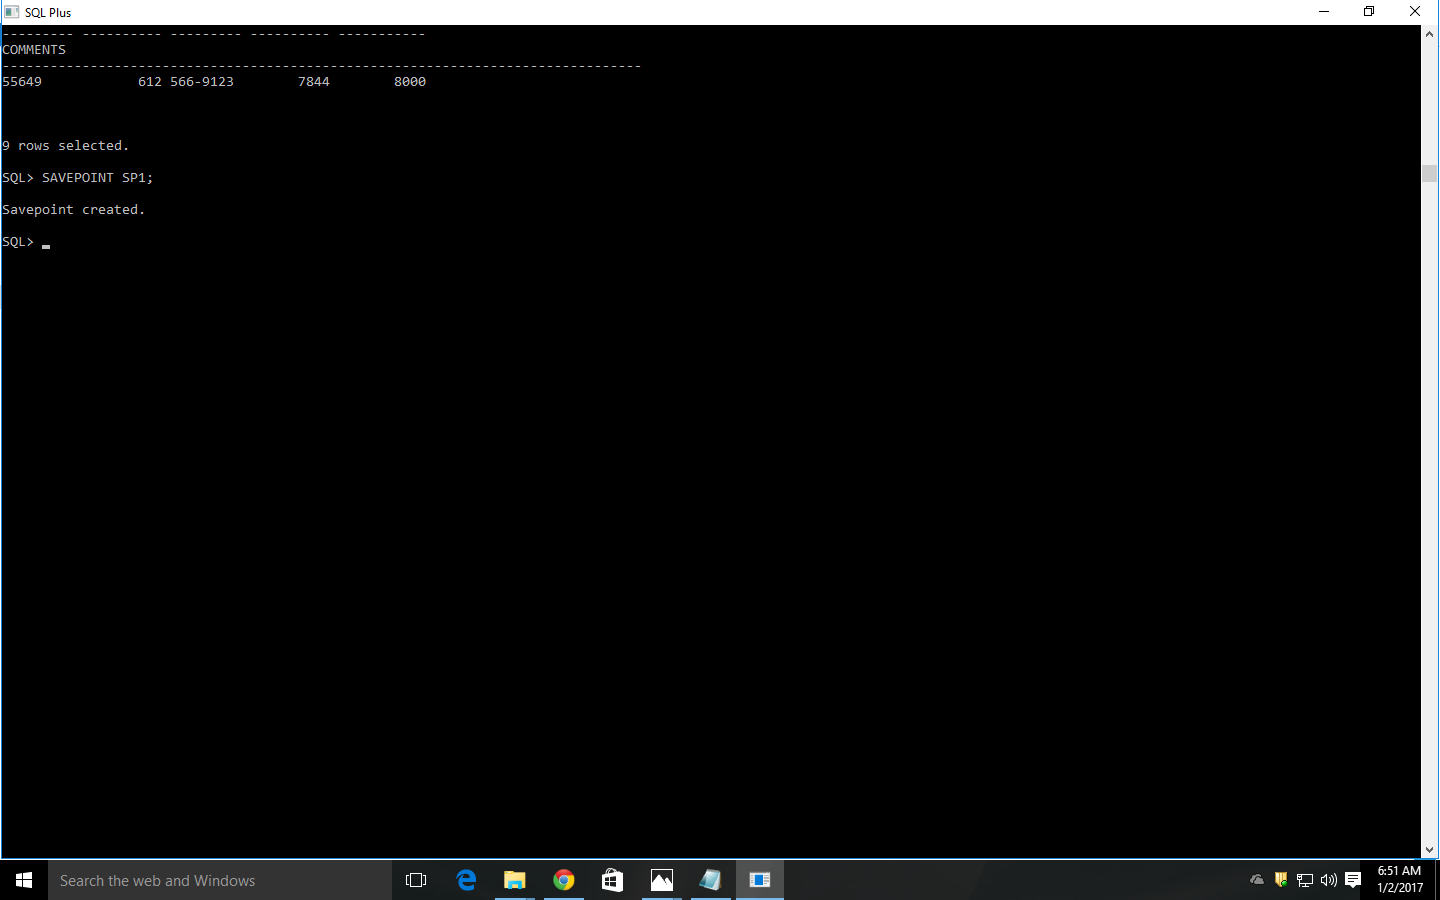 SQL Plus
--------- ---------- --------- ---------- -----------
COMMENTS
--------------------------------------------------------------------------------
55649            612 566-9123        7844        8000
9 rows selected.
SQL> SAVEPOINT SP1;
Savepoint created.
SQL>
Search the web and Windows
6:51 AM
1/2/2017